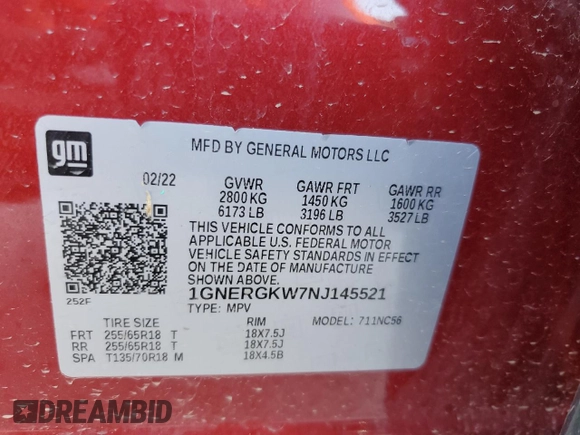 gm
MFD BY GENERAL MOTORS LLC
02/22 GVWR GAWR FRT GAWR RR
2800 KG 1450 KG 1600 KG
6173 LB 3196 LB 3527 LB
THIS VEHICLE CONFORMS TO ALL
APPLICABLE U.S. FEDERAL MOTOR
VEHICLE SAFETY STANDARDS IN EFFECT
ON THE DATE OF MANUFACTURE
SHOWN ABOVE.
252F
1GNERGKW7NJ145521
TYPE: MPV MODEL: 711NC56
TIRE SIZE RIM
FRT 255/65R18 T 18X7.5J
RR 255/65R18 T 18X7.5J
SPA T135/70R18 M 18X4.5B
DREAMBID